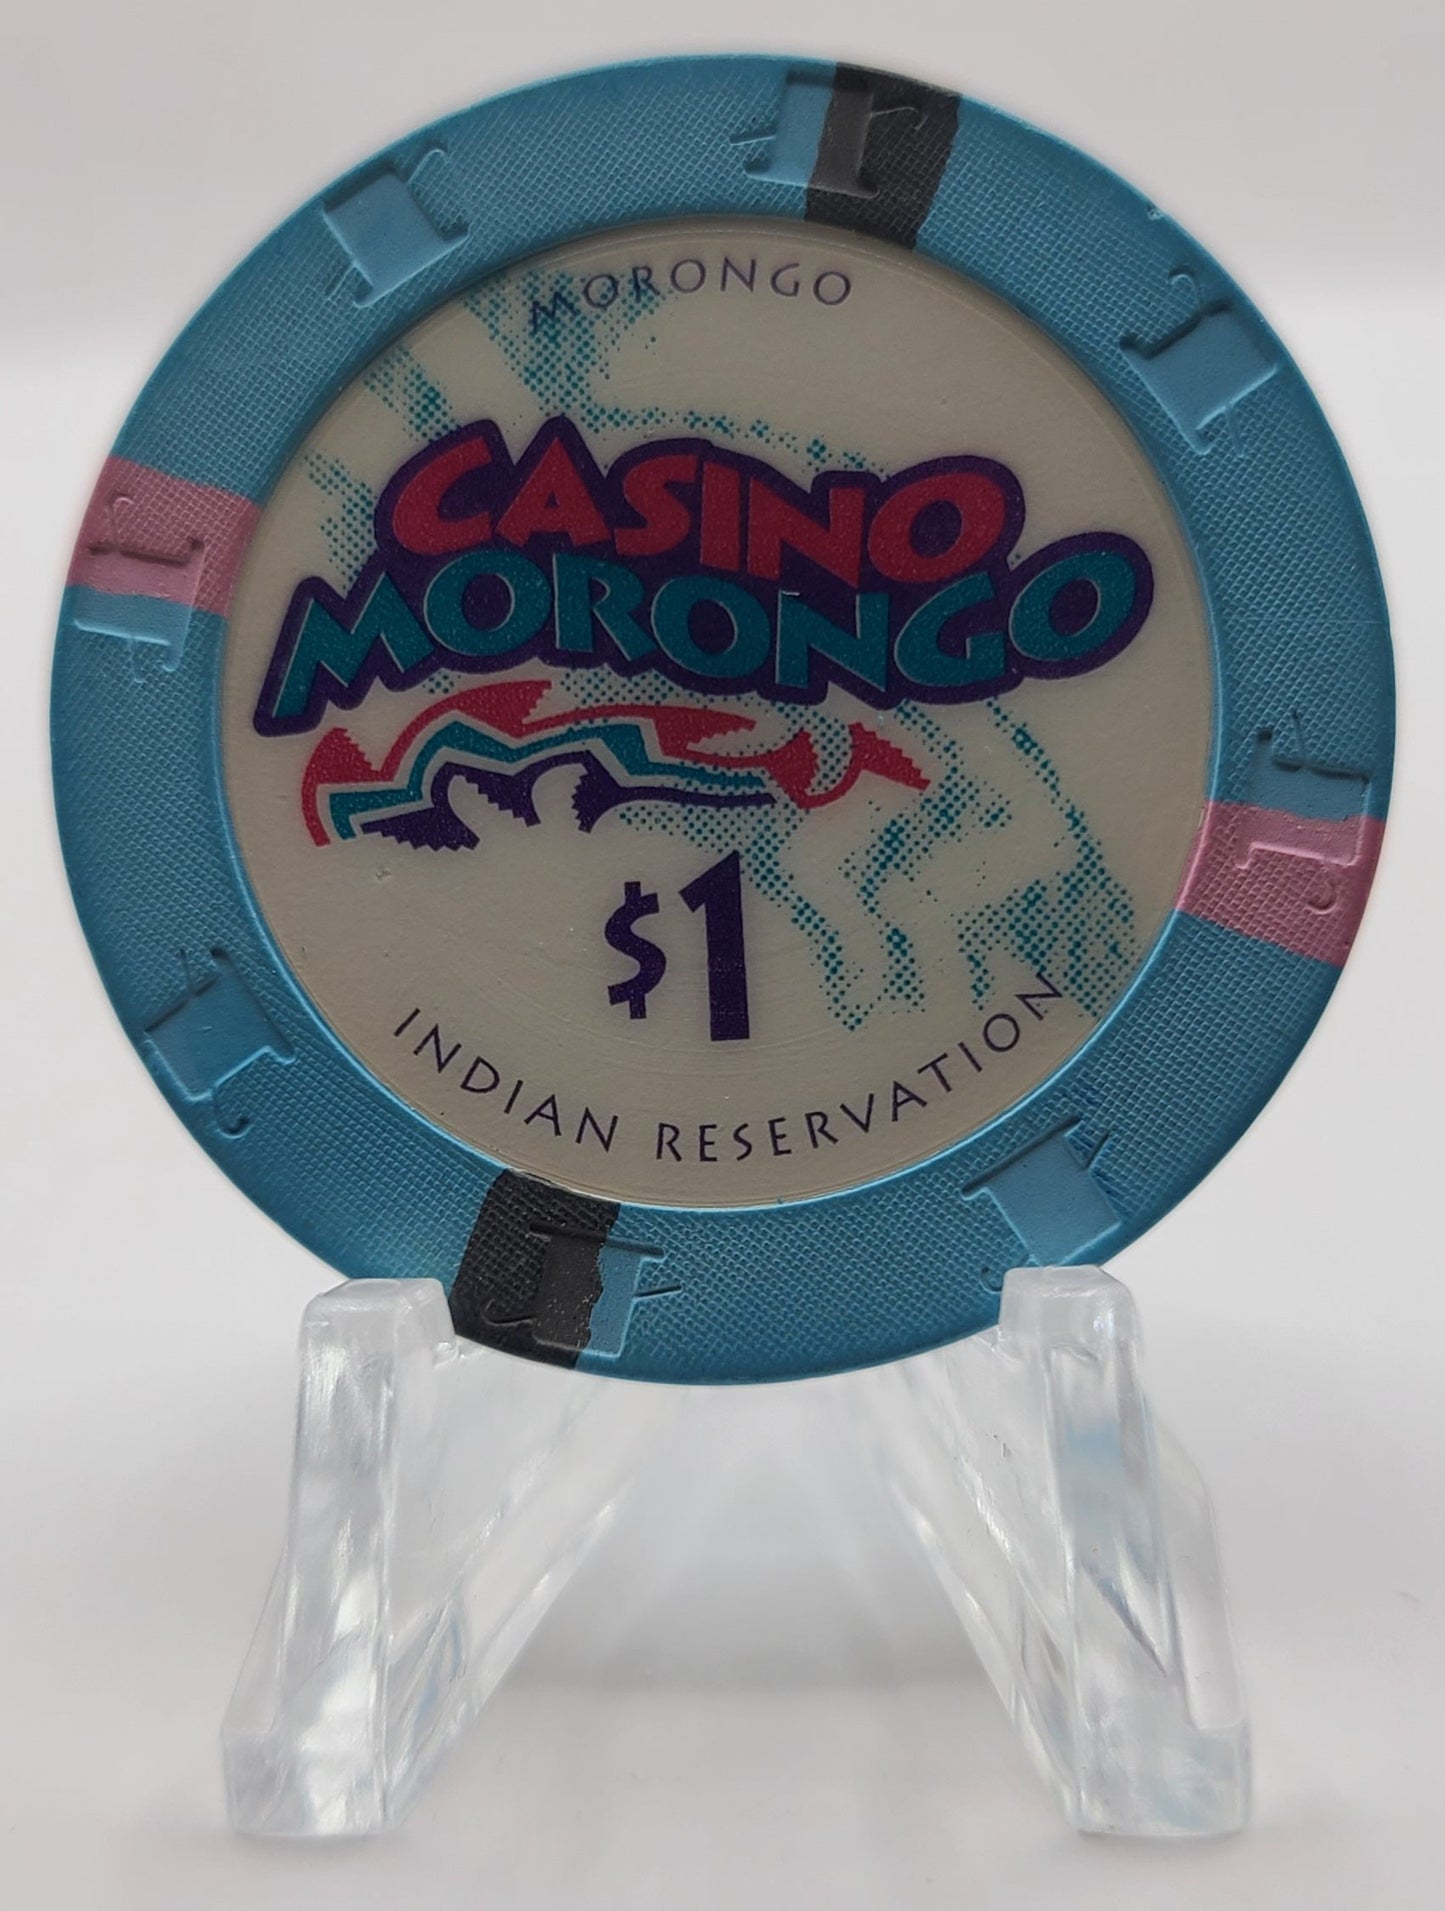 MORONGO
CASINO
MORONGO
$1
INDIAN RESERVATION